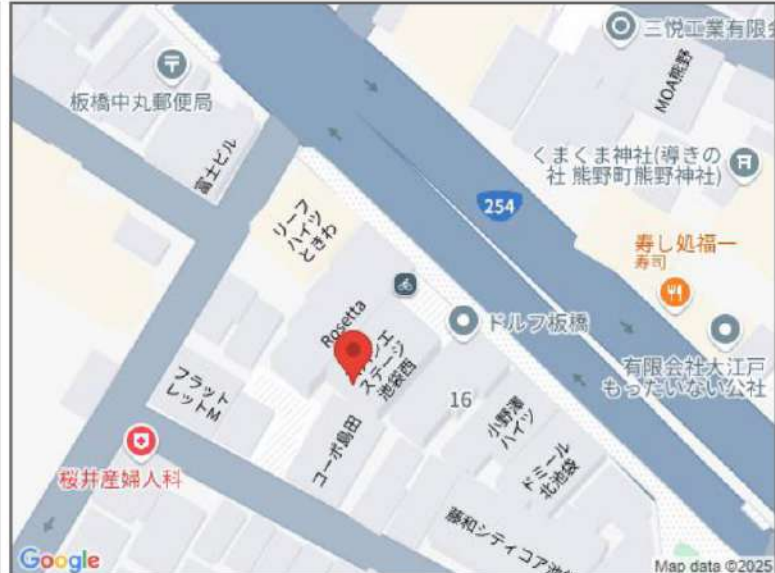 三悦工業有限会
MOA熊野
板橋中丸郵便局
富士ビル
くまくま神社(導きの
社 熊野町熊野神社)
254
リーフ
ハイツ
ときわ
寿し処福一
寿司
Rosetta
ドルフ板橋
ステージ
池袋西
有限会社大江戸
もったいない公社
フラット
レットM
16
小野澤
ハイツ
コーポ島田
ルーミー
北池袋
桜井産婦人科
藤和シティコア池
Google
Map data ©2025